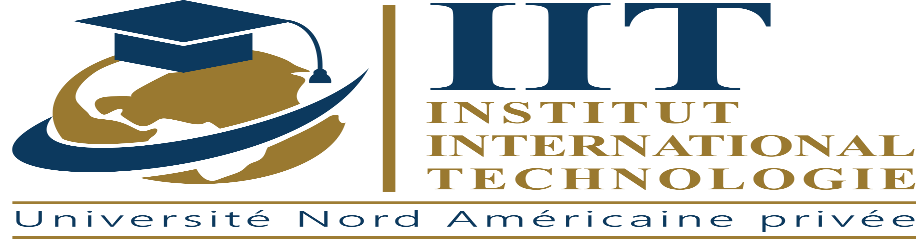 IIT
INSTITUT
INTERNATIONAL
TECHNOLOGIE
Université Nord Américaine privée